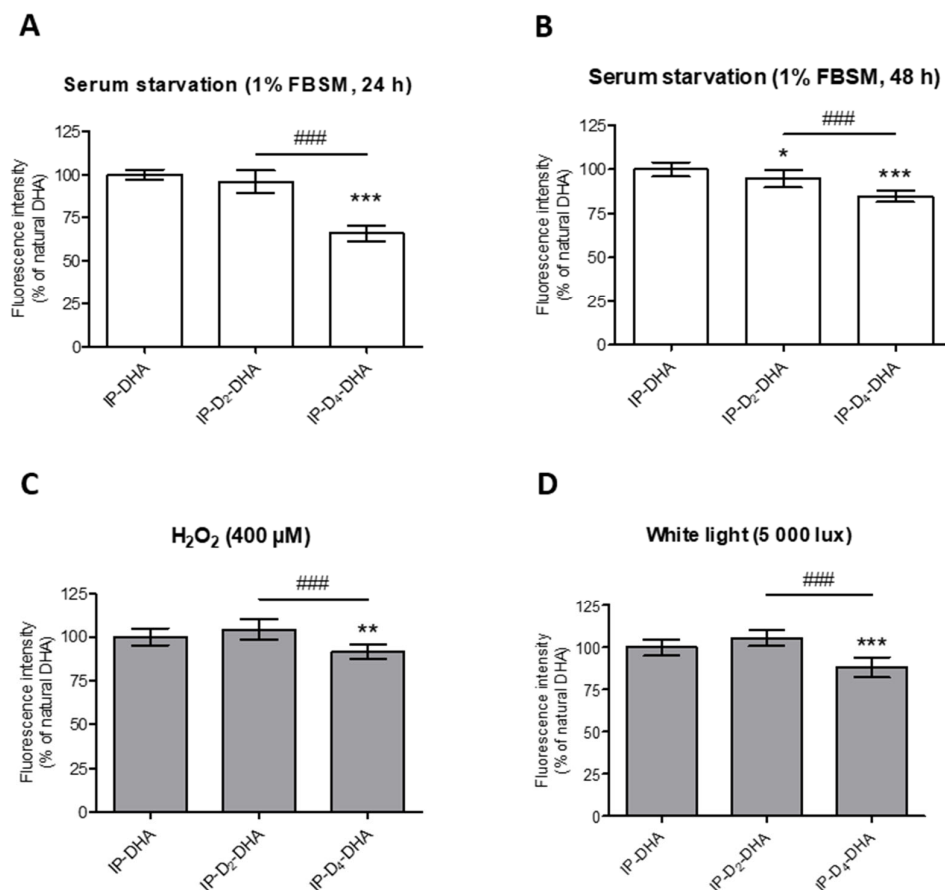 A
Serum starvation (1% FBSM, 24 h)
Fluorescence intensity
(% of natural DHA)
125
100
75
50
25
0
###
***
IP-DHA
IP-D₂-DHA
IP-D₄-DHA
B
Serum starvation (1% FBSM, 48 h)
Fluorescence intensity
(% of natural DHA)
125
100
75
50
25
0
###
*
***
IP-DHA
IP-D₂-DHA
IP-D₄-DHA
C
H₂O₂ (400 µM)
Fluorescence intensity
(% of natural DHA)
125
100
75
50
25
0
###
**
IP-DHA
IP-D₂-DHA
IP-D₄-DHA
D
White light (5 000 lux)
Fluorescence intensity
(% of natural DHA)
125
100
75
50
25
0
###
***
IP-DHA
IP-D₂-DHA
IP-D₄-DHA